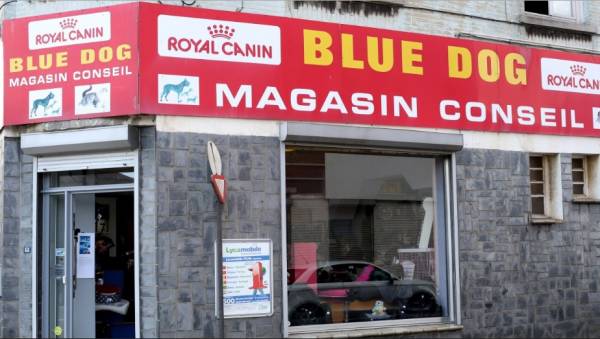 ROYAL CANIN
BLUE DOG
MAGASIN CONSEIL
ROYAL CANIN
BLUE DOG
MAGASIN CONSEIL
ROYAL CANIN
Lycamobile